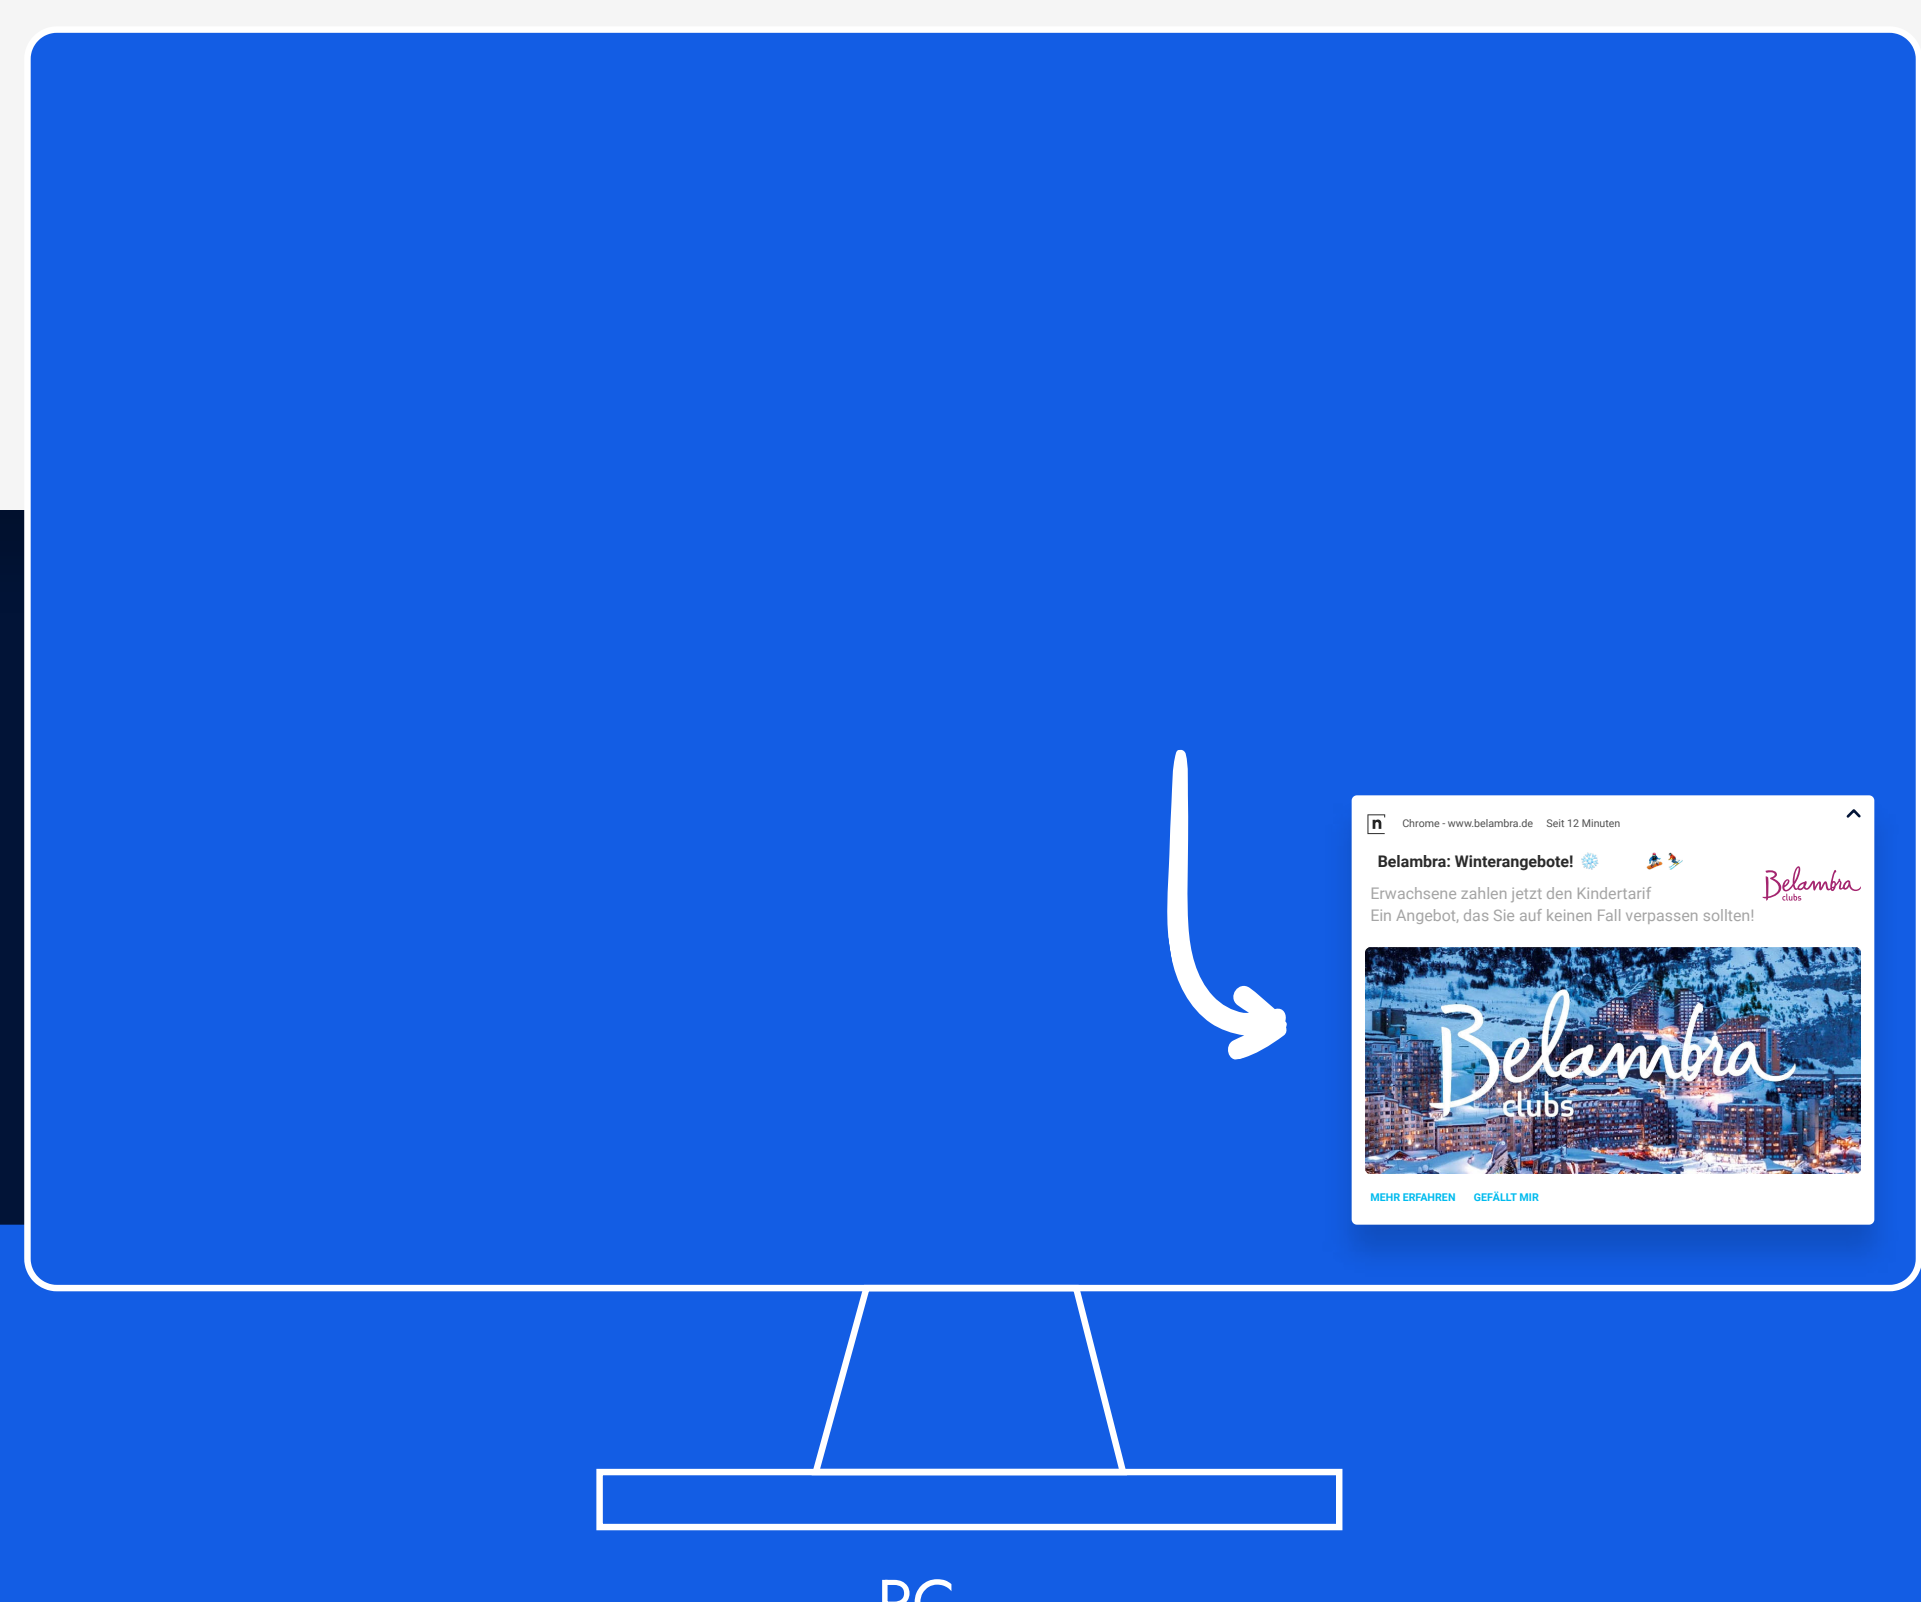 n Chrome - www.belambra.de Seit 12 Minuten
Belambra: Winterangebote! ❄️ 🏂 ⛷️
Erwachsene zahlen jetzt den Kindertarif
Ein Angebot, das Sie auf keinen Fall verpassen sollten!
Belambra
clubs
Belambra
clubs
MEHR ERFAHREN GEFÄLLT MIR
PC